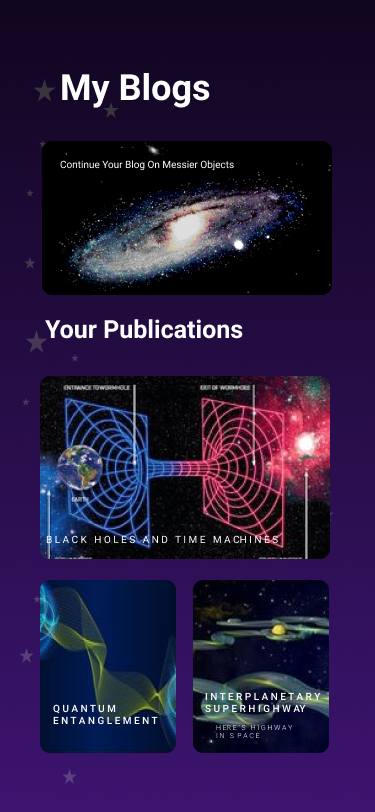 My Blogs
Continue Your Blog On Messier Objects
Your Publications
ENTRANCE TO WORMHOLE
EXIT OF WORMHOLE
EARTH
BLACK HOLES AND TIME MACHINES
QUANTUM
ENTANGLEMENT
INTERPLANETARY
SUPERHIGHWAY
HERE'S HIGHWAY
IN SPACE